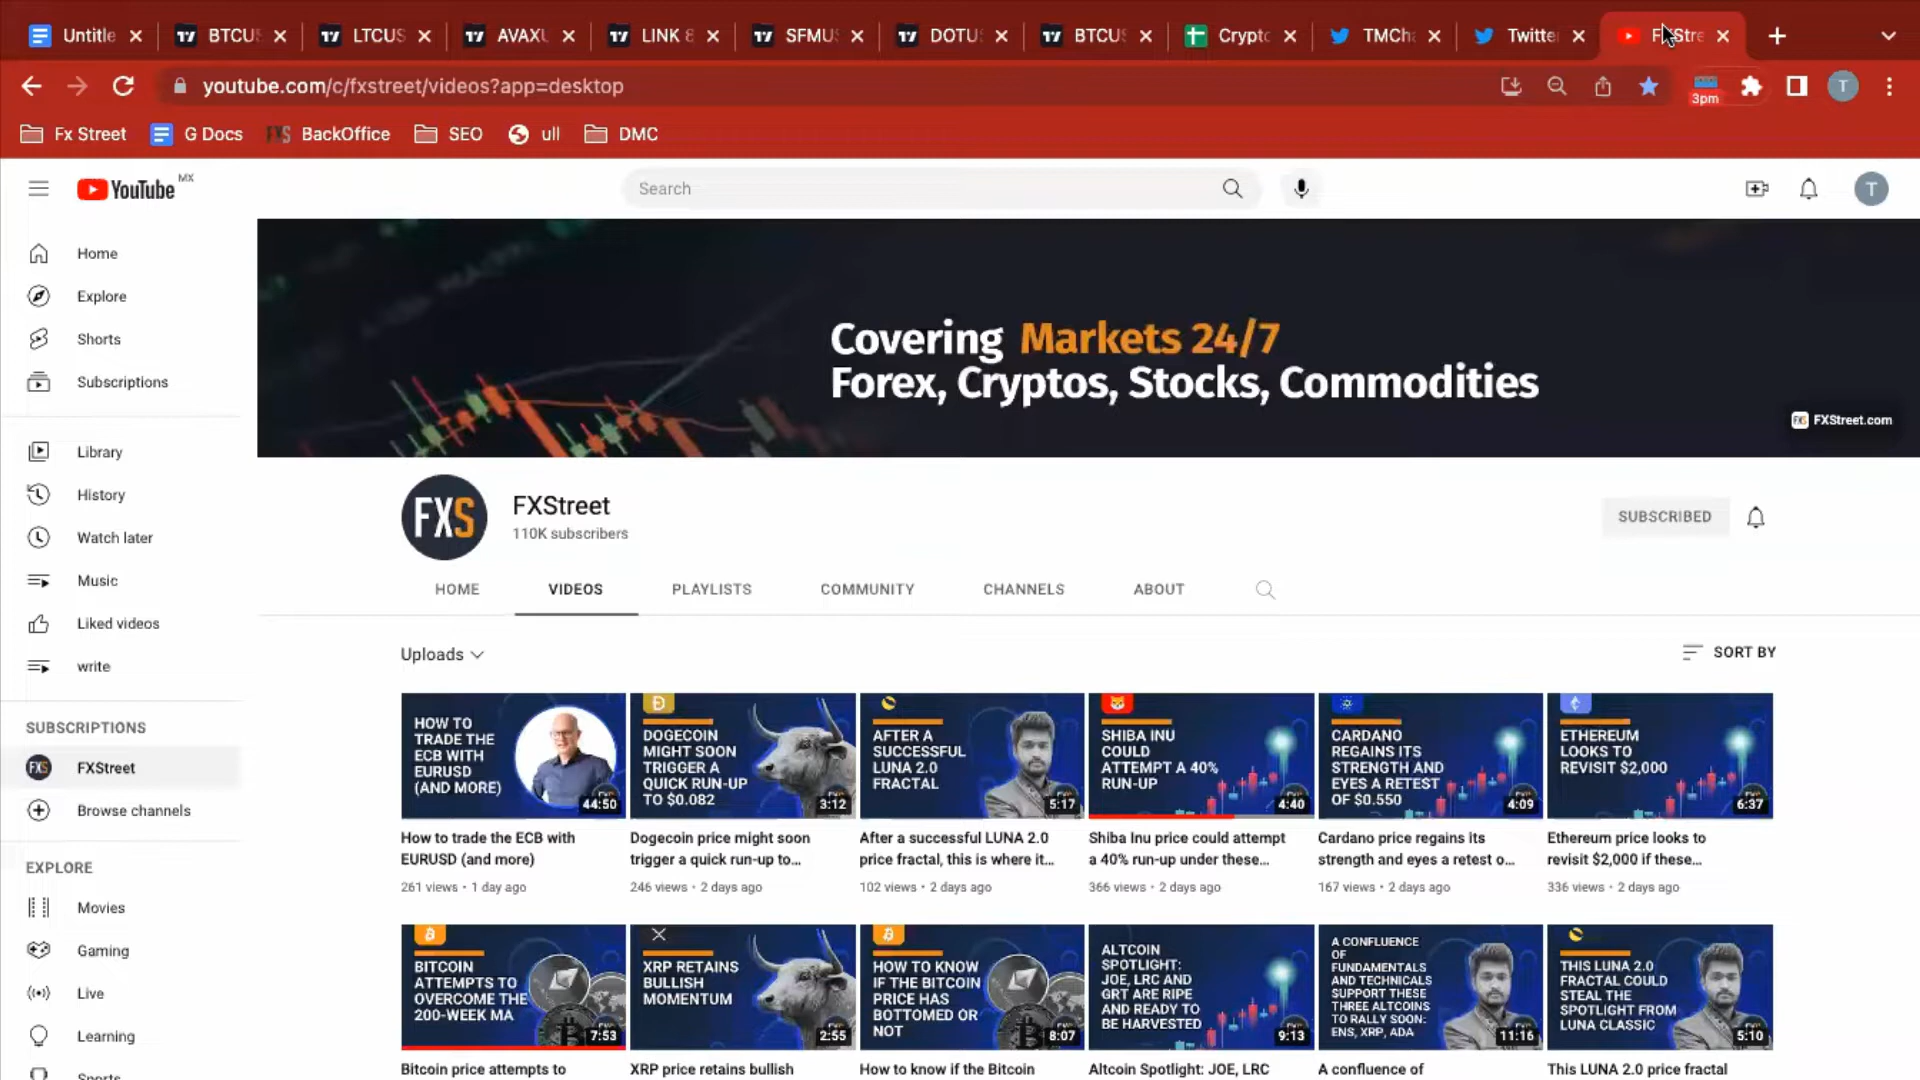 Untitle
BTCUS
LTCUS
AVAXU
LINK
SFMUS
DOTUS
BTCUS
Crypto
TMCha
Twitte
youtube.com/c/fxstreet/videos?app=desktop
3pm
T
Fx Street
G Docs
FXS
BackOffice
SEO
ull
DMC
YouTube MX
Search
T
Home
Explore
Shorts
Subscriptions
Library
History
Watch later
Music
Liked videos
write
SUBSCRIPTIONS
FXS FXStreet
Browse channels
EXPLORE
Movies
Gaming
Live
Learning
Sports
Covering Markets 24/7
Forex, Cryptos, Stocks, Commodities
FXS FXStreet.com
FXS
FXStreet
110K subscribers
SUBSCRIBED
HOME
VIDEOS
PLAYLISTS
COMMUNITY
CHANNELS
ABOUT
Uploads
SORT BY
HOW TO
TRADE THE
ECB WITH
EURUSD
(AND MORE)
44:50
How to trade the ECB with
EURUSD (and more)
261 views • 1 day ago
DOGECOIN
MIGHT SOON
TRIGGER A
QUICK RUN-UP
TO $0.082
3:12
Dogecoin price might soon
trigger a quick run-up to...
246 views • 2 days ago
AFTER A
SUCCESSFUL
LUNA 2.0
FRACTAL
5:17
After a successful LUNA 2.0
price fractal, this is where it...
102 views • 2 days ago
SHIBA INU
COULD
ATTEMPT A 40%
RUN-UP
4:40
Shiba Inu price could attempt
a 40% run-up under these...
366 views • 2 days ago
CARDANO
REGAINS ITS
STRENGTH AND
EYES A RETEST
OF $0.550
4:09
Cardano price regains its
strength and eyes a retest o...
167 views • 2 days ago
ETHEREUM
LOOKS TO
REVISIT $2,000
6:37
Ethereum price looks to
revisit $2,000 if these...
336 views • 2 days ago
BITCOIN
ATTEMPTS TO
OVERCOME THE
200-WEEK MA
7:53
Bitcoin price attempts to
XRP RETAINS
BULLISH
MOMENTUM
2:55
XRP price retains bullish
HOW TO KNOW
IF THE BITCOIN
PRICE HAS
BOTTOMED OR
NOT
8:07
How to know if the Bitcoin
ALTCOIN
SPOTLIGHT:
JOE, LRC AND
GRT ARE RIPE
AND READY TO
BE HARVESTED
9:13
Altcoin Spotlight: JOE, LRC
A CONFLUENCE
OF
FUNDAMENTALS
AND TECHNICALS
SUPPORT THESE
THREE ALTCOINS
TO RALLY SOON:
ENS, XRP, ADA
11:16
A confluence of
THIS LUNA 2.0
FRACTAL COULD
STEAL THE
SPOTLIGHT FROM
LUNA CLASSIC
5:10
This LUNA 2.0 price fractal